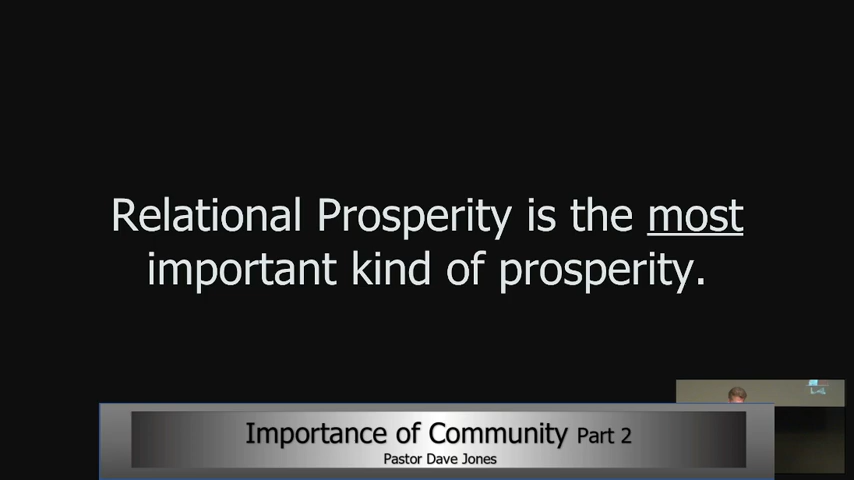 Relational Prosperity is the most
important kind of prosperity.
Importance of Community Part 2
Pastor Dave Jones